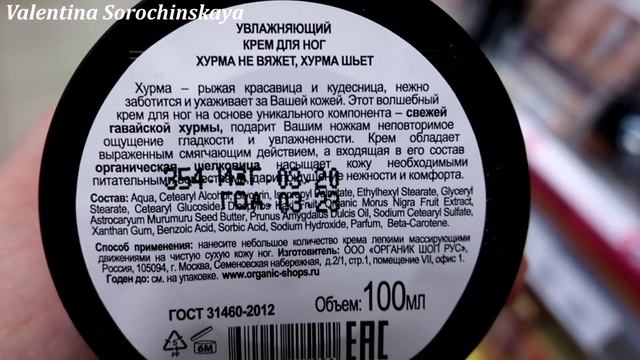 Valentina Sorochinskaya
УВЛАЖНЯЮЩИЙ
КРЕМ ДЛЯ НОГ
ХУРМА НЕ ВЯЖЕТ, ХУРМА ШЬЕТ
Хурма – рыжая красавица и кудесница, нежно
заботится и ухаживает за Вашей кожей. Этот волшебный
крем для ног на основе уникального компонента – свежей
гавайской хурмы, подарит Вашим ножкам неповторимое
ощущение гладкости и увлажненности. Крем обладает
выраженным смягчающим действием, а входящая в его состав
органическая шелковица насыщает кожу необходимыми
питательными ощущение нежности и комфорта.
Состав: Aqua, Cetearyl Alcohol, Ethylhexyl Stearate, Glyceryl
Stearate, Cetearyl Glucoside, Organic Morus Nigra Fruit Extract,
Astrocaryum Murumuru Seed Butter, Prunus Amygdalus Dulcis Oil, Sodium Cetearyl Sulfate,
Xanthan Gum, Benzoic Acid, Sorbic Acid, Sodium Hydroxide, Parfum, Beta-Carotene.
Способ применения: нанесите небольшое количество крема легкими массирующими
движениями на чистую сухую кожу ног. Изготовитель: ООО "ОРГАНИК ШОП РУС",
Россия, 105094, г. Москва, Семеновская набережная, д.2/1, стр.1, помещение VII, офис 1.
Годен до: см. на упаковке. www.organic-shops.ru
ГОСТ 31460-2012 Объем: 100мл
PP 6M EAC